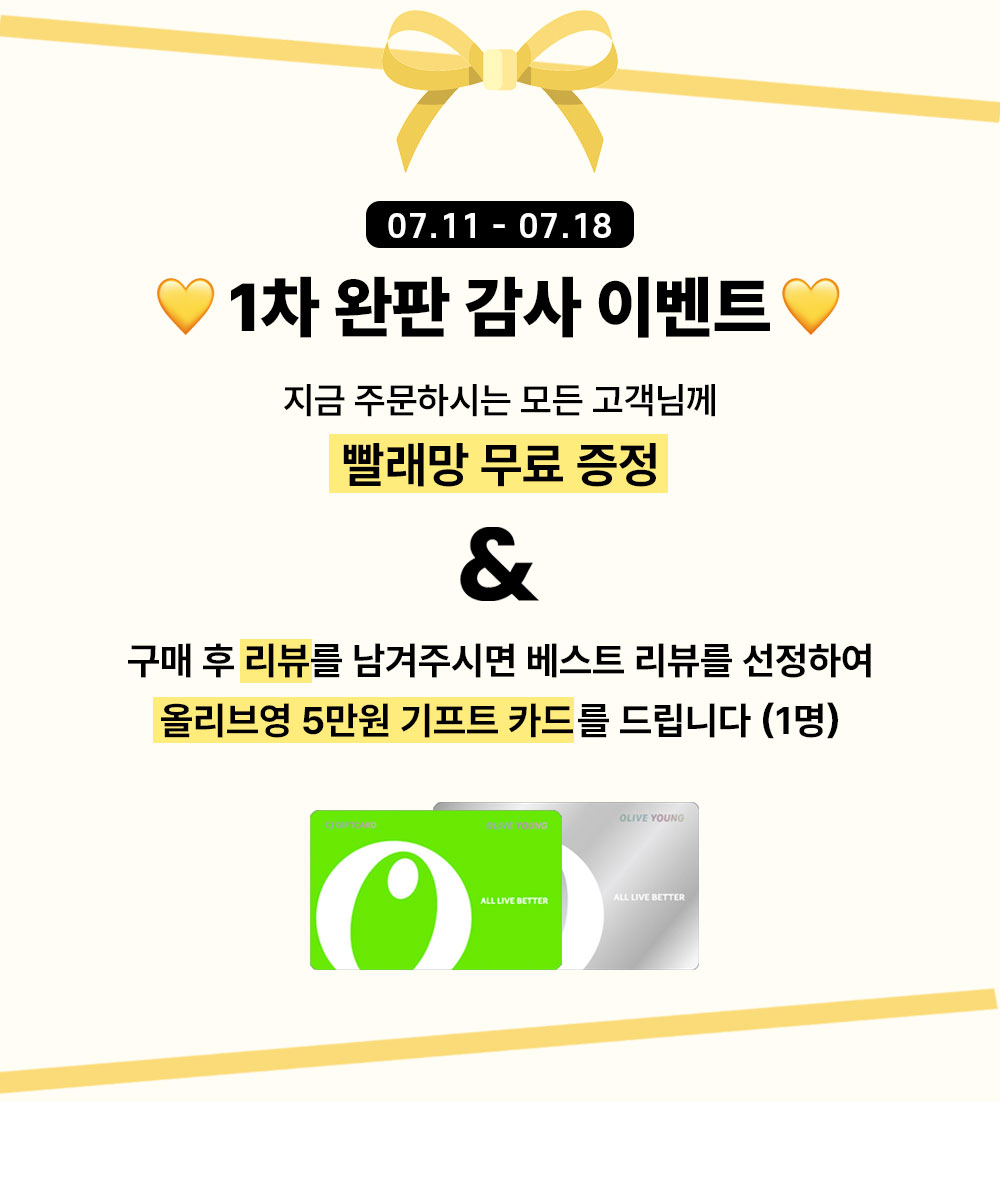 07.11 - 07.18
💛 1차 완판 감사 이벤트 💛
지금 주문하시는 모든 고객님께
빨래망 무료 증정
&
구매 후 리뷰를 남겨주시면 베스트 리뷰를 선정하여
올리브영 5만원 기프트 카드를 드립니다 (1명)
OLIVE YOUNG
OLIVE YOUNG
ALL LIVE BETTER
ALL LIVE BETTER